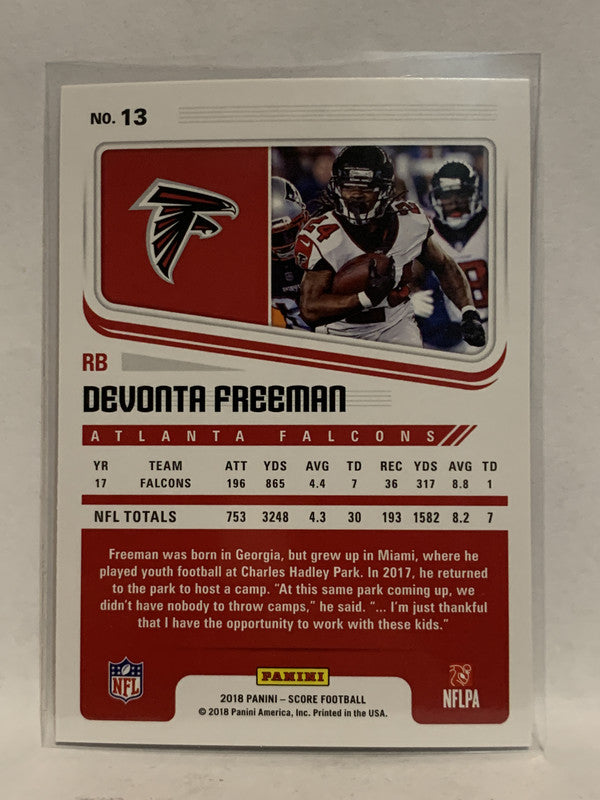 NO. 13
24
RB
DEVONTA FREEMAN
ATLANTA FALCONS
YR TEAM ATT YDS AVG TD REC YDS AVG TD
17 FALCONS 196 865 4.4 7 36 317 8.8 1
NFL TOTALS 753 3248 4.3 30 193 1582 8.2 7
Freeman was born in Georgia, but grew up in Miami, where he
played youth football at Charles Hadley Park. In 2017, he returned
to the park to host a camp. “At this same park coming up, we
didn’t have nobody to throw camps,” he said. “... I’m just thankful
that I have the opportunity to work with these kids.”
NFL
PANINI
2018 PANINI – SCORE FOOTBALL
© 2018 Panini America, Inc. Printed in the USA.
NFLPA